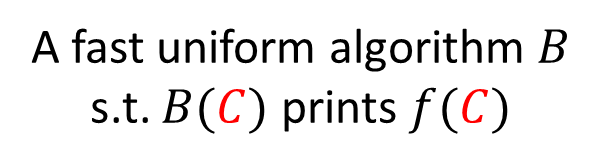 A fast uniform algorithm B
s.t. B(C) prints f(C)